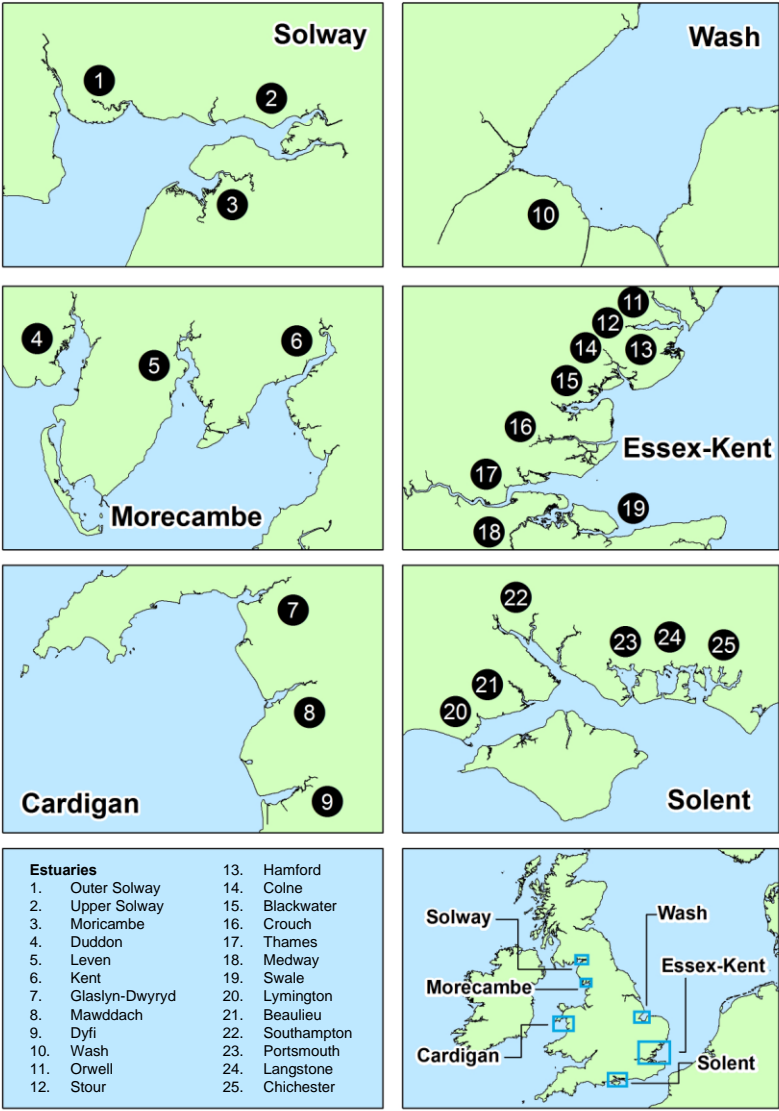 Solway
1
2
3
Wash
10
4
5
6
Morecambe
11
12
13
14
15
16
Essex-Kent
17
18
19
7
8
9
Cardigan
22
23
24
25
21
20
Solent
Estuaries
1. Outer Solway
2. Upper Solway
3. Moricambe
4. Duddon
5. Leven
6. Kent
7. Glaslyn-Dwyryd
8. Mawddach
9. Dyfi
10. Wash
11. Orwell
12. Stour
13. Hamford
14. Colne
15. Blackwater
16. Crouch
17. Thames
18. Medway
19. Swale
20. Lymington
21. Beaulieu
22. Southampton
23. Portsmouth
24. Langstone
25. Chichester
Solway
Wash
Essex-Kent
Morecambe
Cardigan
Solent